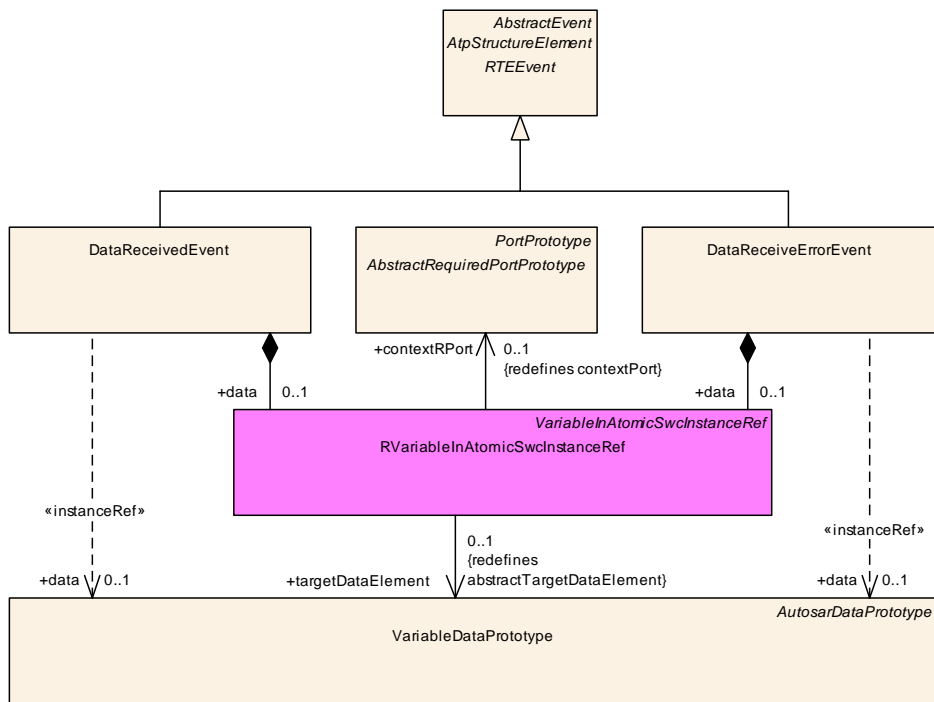 AbstractEvent
AtpStructureElement
RTEEvent
DataReceivedEvent
PortPrototype
AbstractRequiredPortPrototype
DataReceiveErrorEvent
+contextRPort 0..1
{redefines contextPort}
+data 0..1
+data 0..1
VariableInAtomicSwcInstanceRef
RVariableInAtomicSwcInstanceRef
«instanceRef»
«instanceRef»
0..1
{redefines
+targetDataElement abstractTargetDataElement}
+data 0..1
+data 0..1
AutosarDataPrototype
VariableDataPrototype